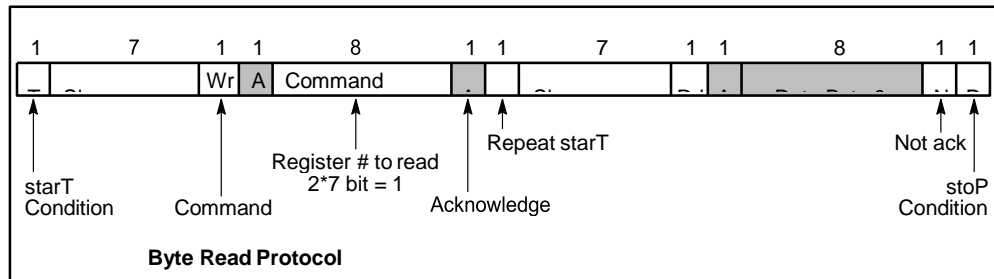 1 7 1 1 8 1 1 7 1 1 8 1 1
Wr A Command
Repeat starT
Not ack
Register # to read
2*7 bit = 1
starT
Condition
Command
Acknowledge
stoP
Condition
Byte Read Protocol